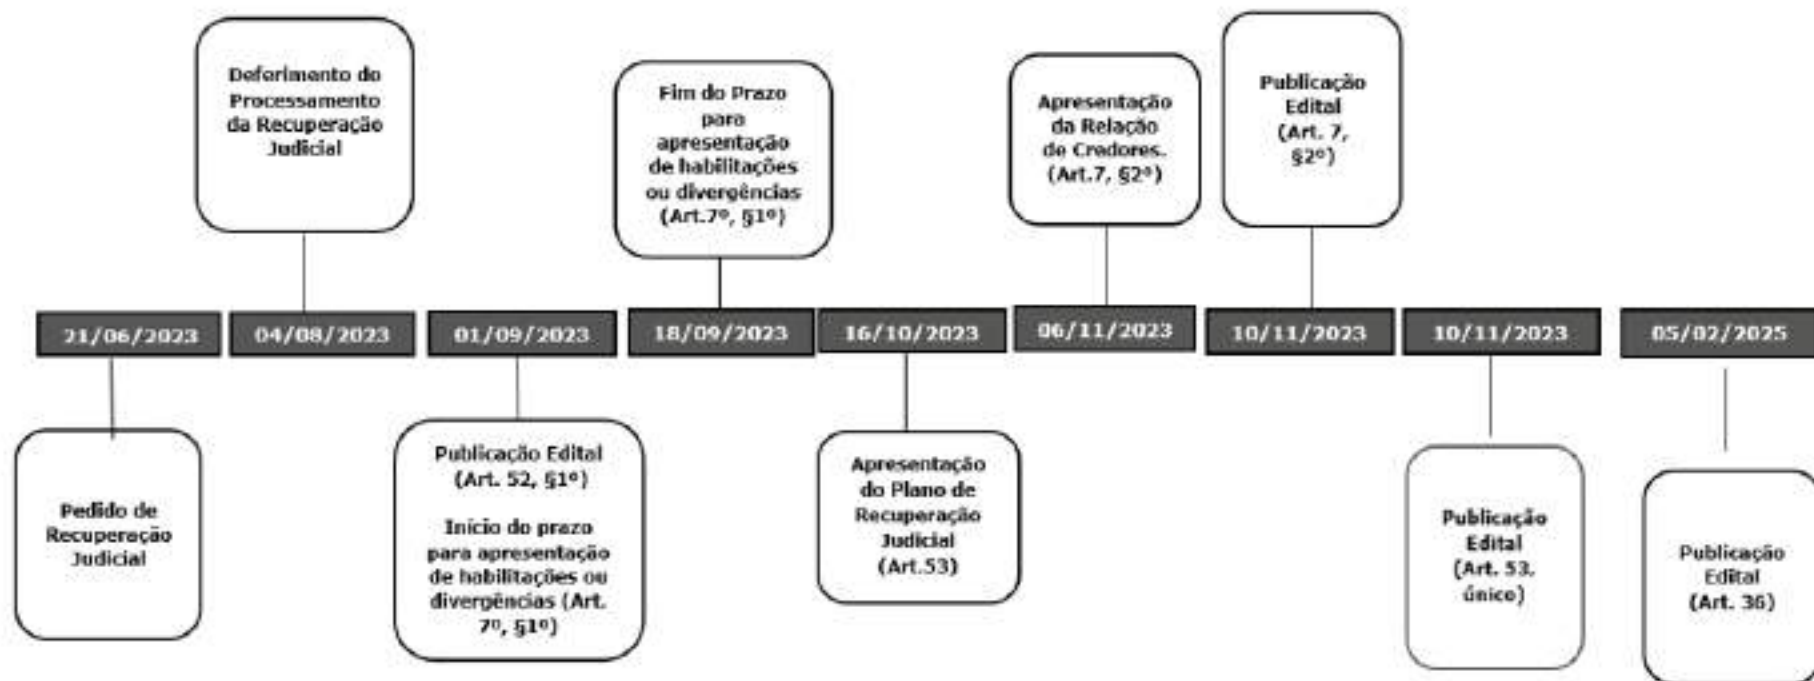 Deferimento do
Processamento
da Recuperação
Judicial
Fim do Prazo
para
apresentação
de habilitações
ou divergências
(Art.7º, §1º)
Apresentação
da Relação
de Credores.
(Art.7, §2º)
Publicação
Edital
(Art. 7,
§2º)
21/06/2023
04/08/2023
01/09/2023
18/09/2023
16/10/2023
06/11/2023
10/11/2023
10/11/2023
05/02/2025
Pedido de
Recuperação
Judicial
Publicação Edital
(Art. 52, §1º)
Início do prazo
para apresentação
de habilitações ou
divergências (Art.
7º, §1º)
Apresentação
do Plano de
Recuperação
Judicial
(Art.53)
Publicação
Edital
(Art. 53,
único)
Publicação
Edital
(Art. 36)